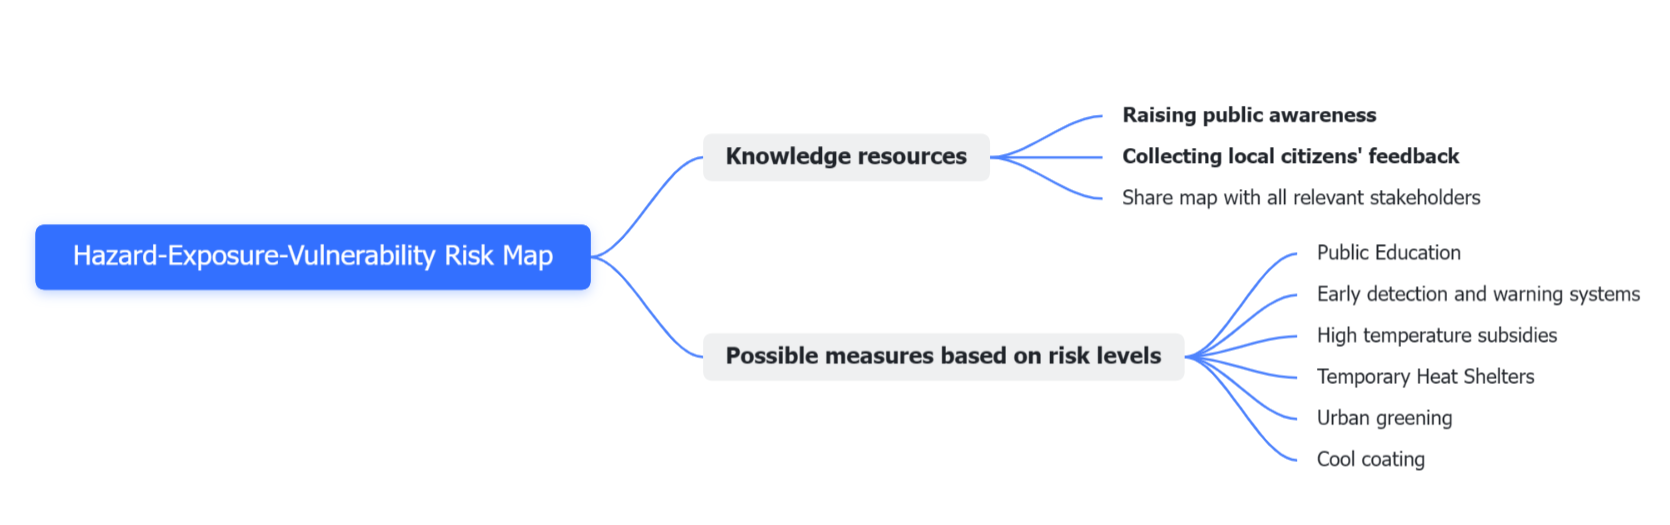 Hazard-Exposure-Vulnerability Risk Map
Knowledge resources
Raising public awareness
Collecting local citizens' feedback
Share map with all relevant stakeholders
Possible measures based on risk levels
Public Education
Early detection and warning systems
High temperature subsidies
Temporary Heat Shelters
Urban greening
Cool coating